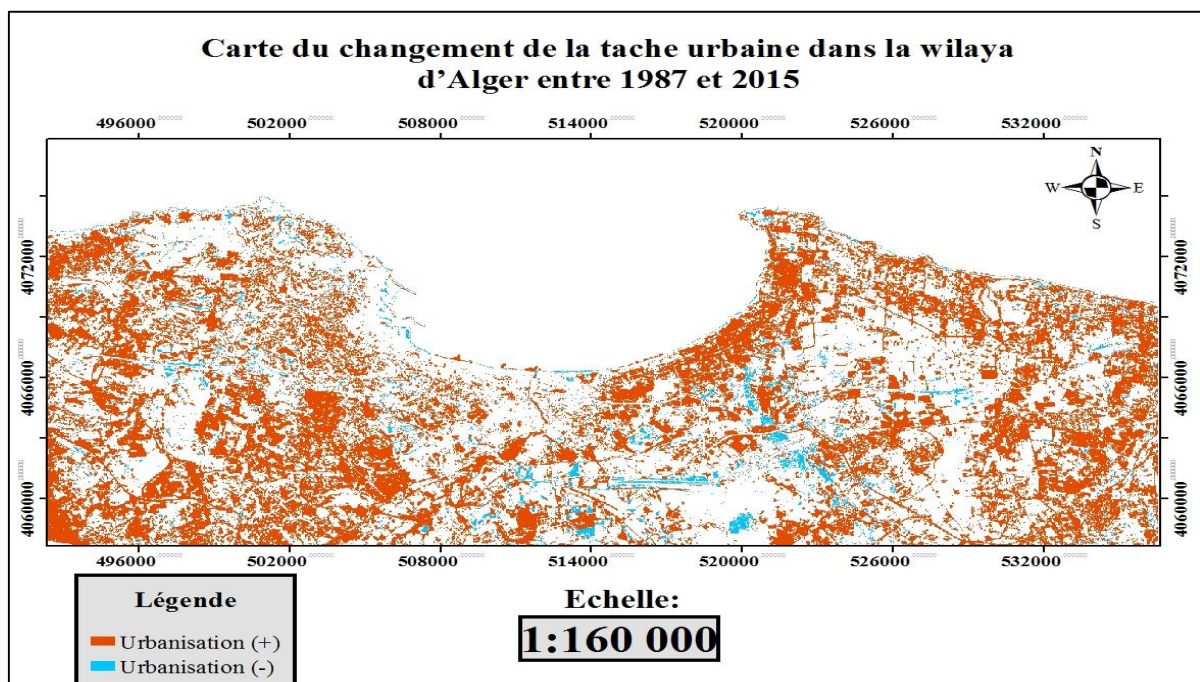 Carte du changement de la tache urbaine dans la wilaya
d'Alger entre 1987 et 2015
496000 502000 508000 514000 520000 526000 532000
N
W E
S
4072000 4072000
4066000 4066000
4060000 4060000
496000 502000 508000 514000 520000 526000 532000
Légende
Urbanisation (+)
Urbanisation (-)
Echelle:
1:160 000